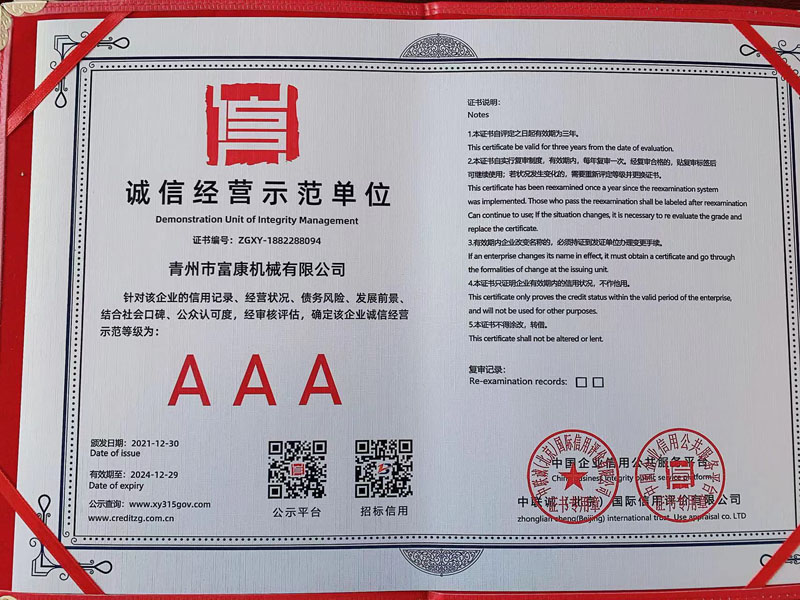 信
诚信经营示范单位
Demonstration Unit of Integrity Management
证书编号：ZGXY-1882288094
青州市富康机械有限公司
针对该企业的信用记录、经营状况、债务风险、发展前景、
结合社会口碑、公众认可度，经审核评估，确定该企业诚信经营
示范等级为：
AAA
颁发日期：2021-12-30
Date of issue
有效期至：2024-12-29
Date of expiry
公示查询：www.xy315gov.com
www.creditzg.com.cn
公示平台
招标信用
证书说明：
Notes
1.本证书自评定之日起有效期为三年。
This certificate be valid for three years from the date of evaluation.
2.本证书自实行复审制度，有效期内，每年复审一次。经复审合格的，贴复审标签后
可继续使用；若状况发生变化的，需要重新评定等级并更换证书。
This certificate has been reexamined once a year since the reexamination system
was implemented. Those who pass the reexamination shall be labeled after reexamination
Can continue to use; If the situation changes, it is necessary to re evaluate the grade and
replace the certificate.
3.有效期内企业改变名称的，必须持证到发证单位办理变更手续。
If an enterprise changes its name in effect, it must obtain a certificate and go through
the formalities of change at the issuing unit.
4.本证书只证明企业有效期内的信用状况，不作他用。
This certificate only proves the credit status within the valid period of the enterprise,
and will not be used for other purposes.
5.本证书不得涂改，转借。
This certificate shall not be altered or lent.
复审记录：
Re-examination records:
中国企业信用公共服务平台
China business integrity public service platform
中联诚（北京）国际信用评价有限公司
zhonglian cheng(Beijing) international trust. Use appraisal co. LTD
证书专用章
证书专用章